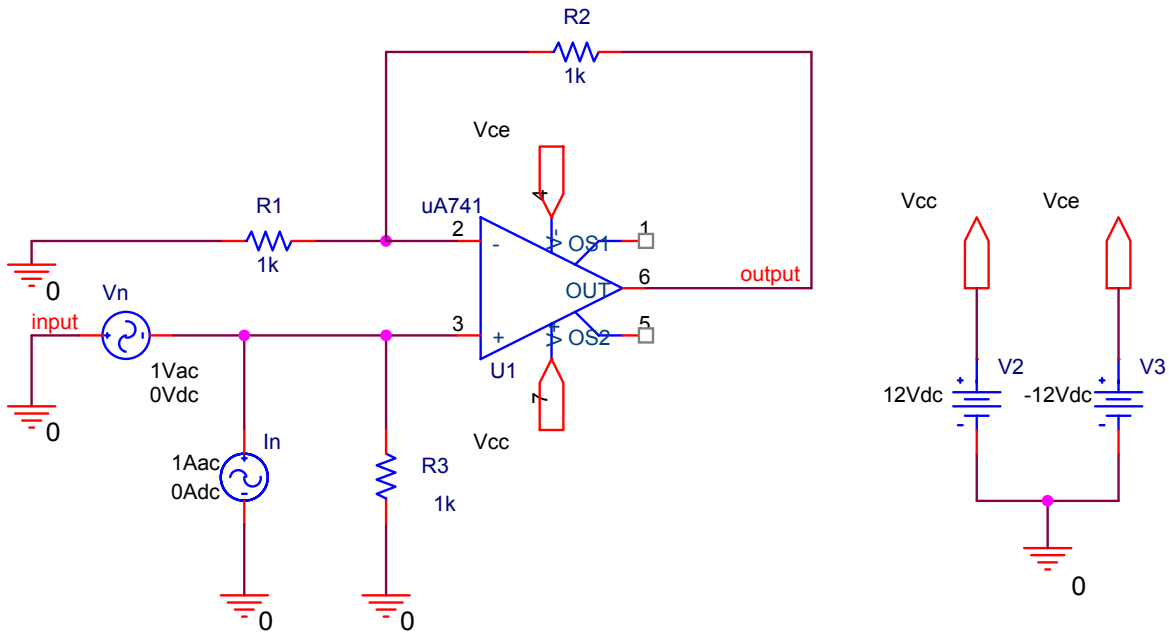 R2
1k
Vce
4
uA741
R1
1k
2
-
V-
OS1
1
Vcc
Vce
0
OUT
6
output
Vn
input
3
+
V+
OS2
5
U1
1Vac
0Vdc
0
7
Vcc
V2
12Vdc
V3
-12Vdc
In
1Aac
0Adc
R3
1k
0
0
0